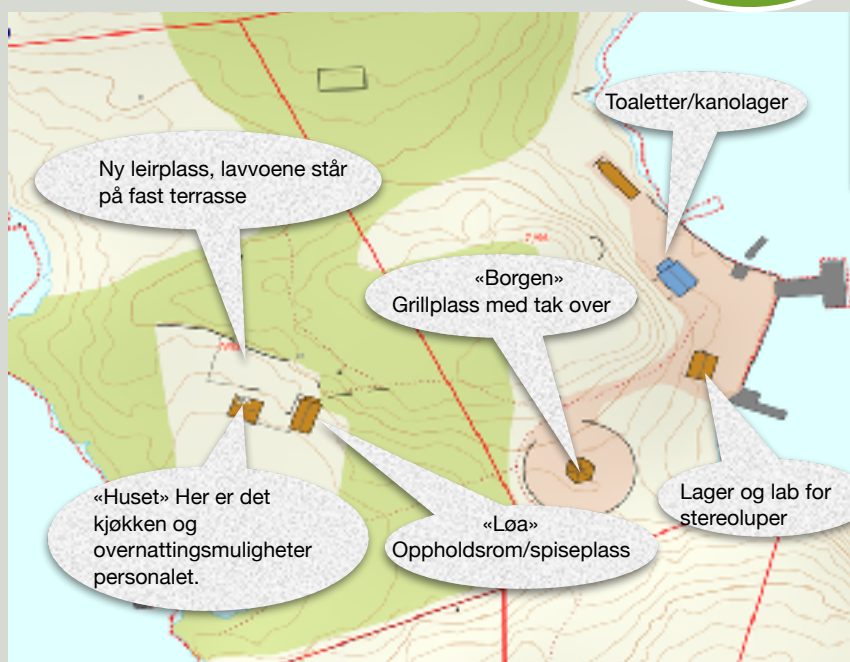 Toaletter/kanolager
Ny leirplass, lavvoene står
på fast terrasse
«Borgen»
Grillplass med tak over
«Huset» Her er det
kjøkken og
overnattingsmuligheter
personalet.
«Løa»
Oppholdsrom/spiseplass
Lager og lab for
stereoluper